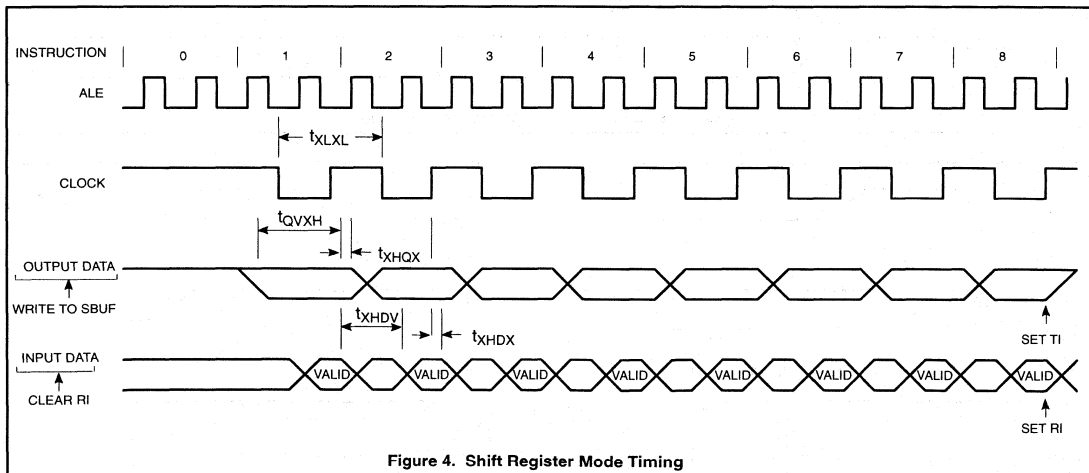 INSTRUCTION | 0 | 1 | 2 | 3 | 4 | 5 | 6 | 7 | 8 |
ALE
tXLXL
CLOCK
tQVXH
tXHQX
OUTPUT DATA
WRITE TO SBUF
tXHDV
tXHDX
SET TI
INPUT DATA
VALID VALID VALID VALID VALID VALID VALID VALID
CLEAR RI
SET RI
Figure 4. Shift Register Mode Timing